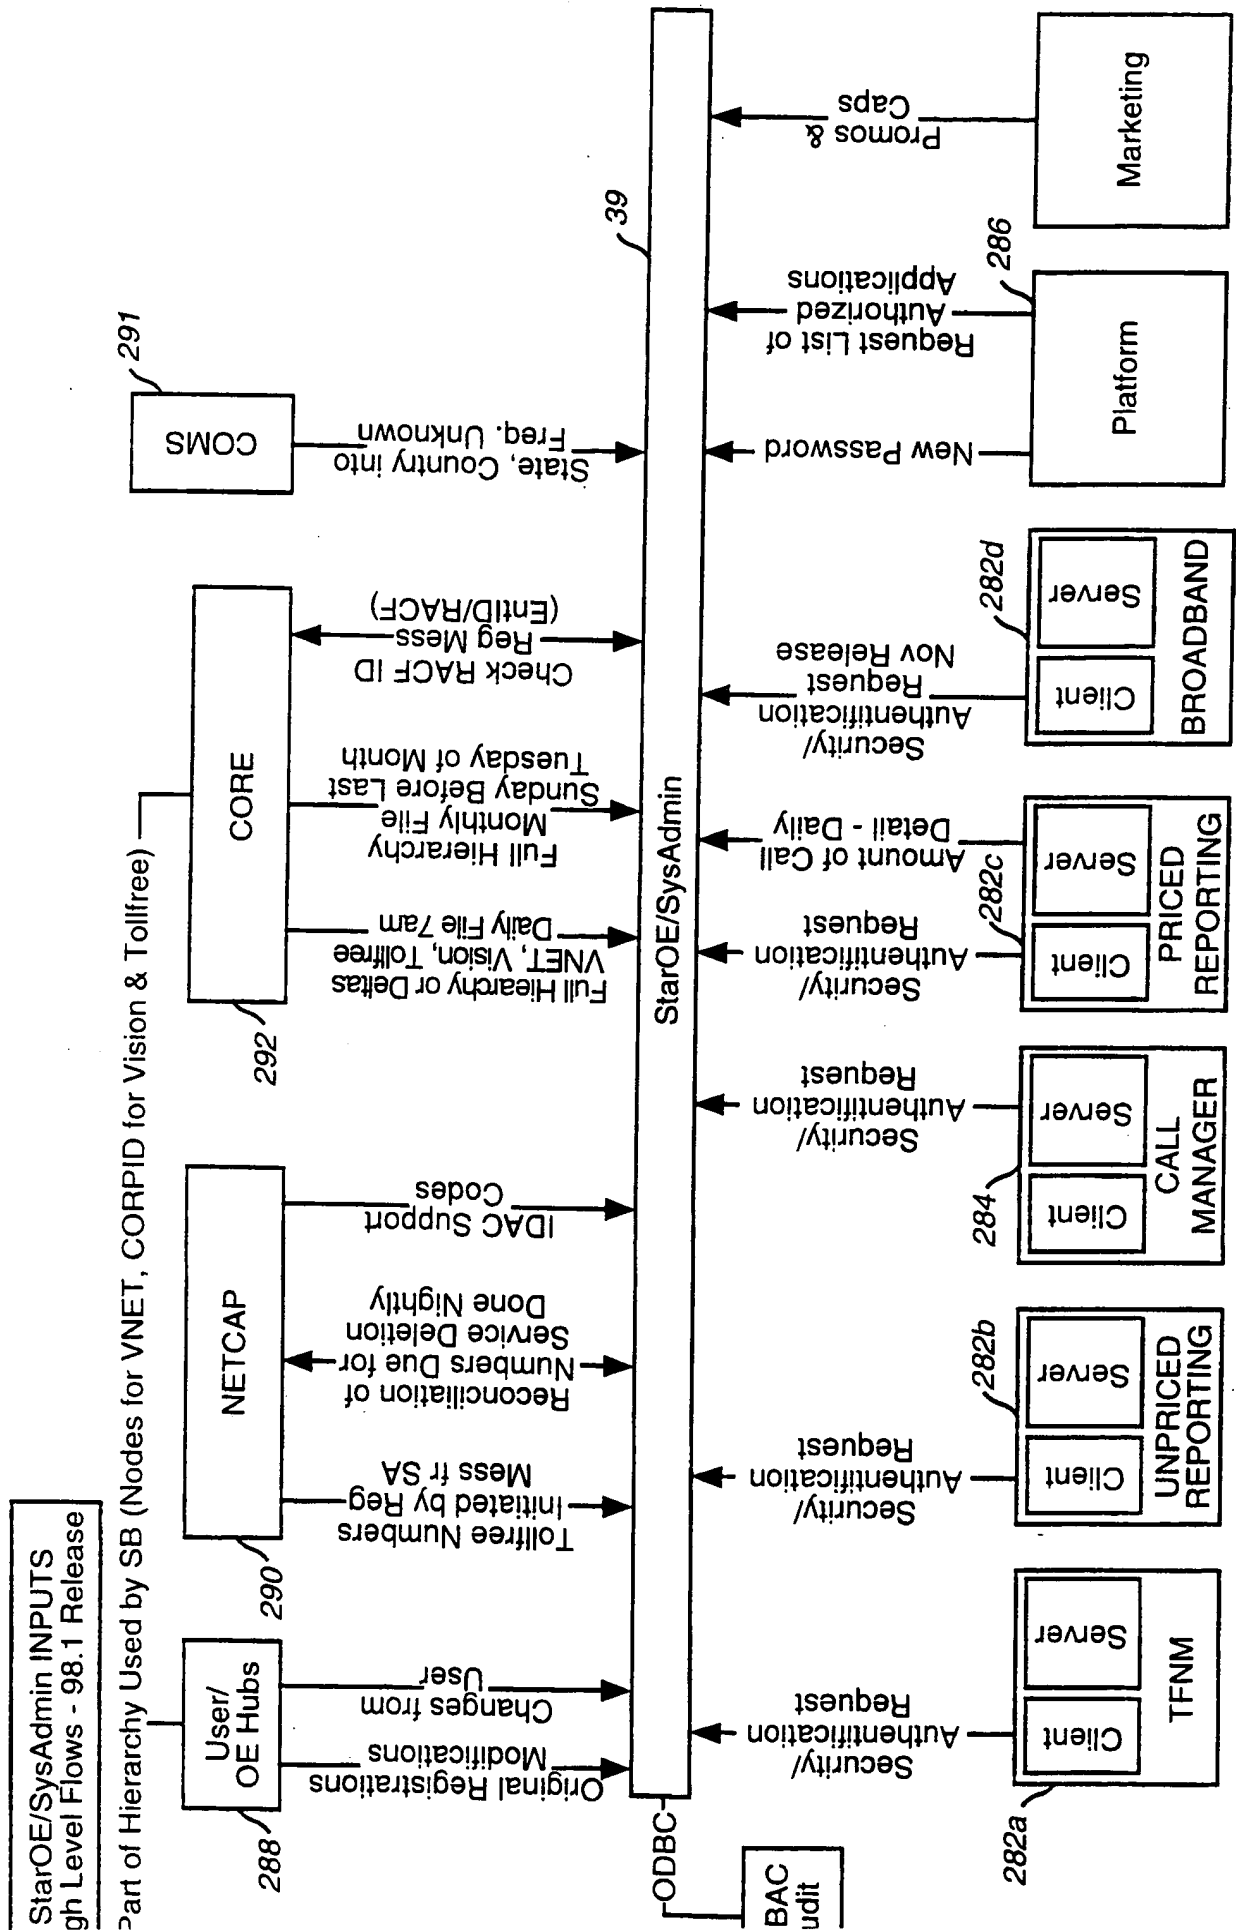 StarOE/SysAdmin INPUTS
gh Level Flows - 98.1 Release
Part of Hierarchy Used by SB (Nodes for VNET, CORPID for Vision & Tollfree)
User/
OE Hubs
288
NETCAP
290
CORE
292
COMS
291
Original Registrations
Modifications
Changes from
User
Tollfree Numbers
Initiated by Reg
Mess fr SA
Reconciliation of
Numbers Due for
Service Deletion
Done Nightly
IDAC Support
Codes
Full Hiearchy or Deltas
VNET, Vision, Tollfree
Daily File 7am
Full Hierarchy
Monthly File
Sunday Before Last
Tuesday of Month
Check RACF ID
Reg Mess
(EntID/RACF)
State, Country into
Freq. Unknown
39
ODBC
StarOE/SysAdmin
BAC
udit
Security/
Authentification
Request
Security/
Authentification
Request
Security/
Authentification
Request
Security/
Authentification
Request
Amount of Call
Detail - Daily
Security/
Authentification
Request
Nov Release
New Password
Request List of
Authorized
Applications
Promos &
Caps
282a
Client
Server
TFNM
282b
Client
Server
UNPRICED
REPORTING
284
Client
Server
CALL
MANAGER
282c
Client
Server
PRICED
REPORTING
282d
Client
Server
BROADBAND
286
Platform
Marketing